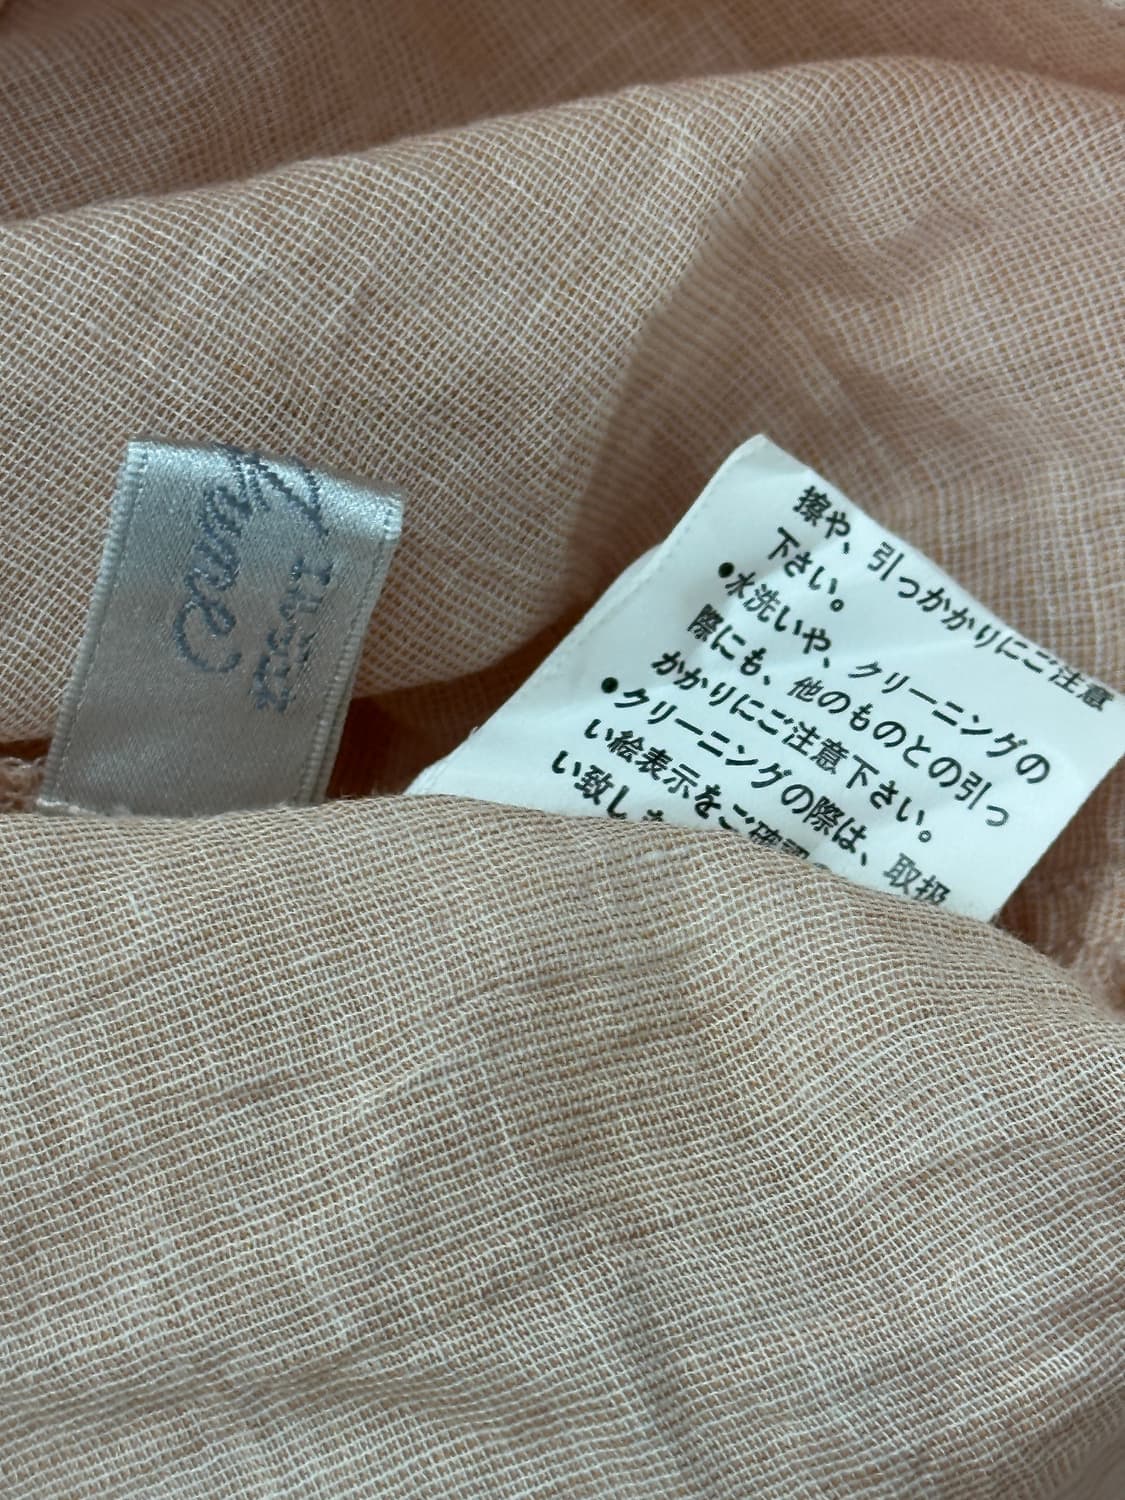 擦や、引っかかりにご注意
下さい。
●水洗いや、クリーニングの
際にも、他のものとの引っ
かかりにご注意下さい。
●クリーニングの際は、取扱
い絵表示をご確認
い致し